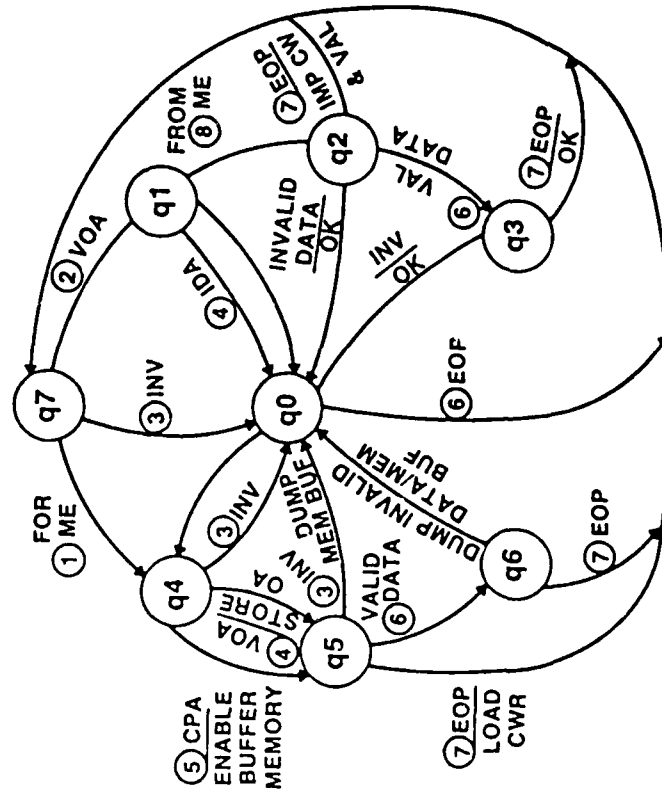 FOR
① ME
② VOA
FROM
⑧ ME
⑦ EOP
IMP CW
& VAL
q7
q1
q2
③ INV
④ IDA
INVALID
DATA
OK
VAL DATA
⑥
q4
③ INV
q0
ANI
OK
q3
⑦ EOP
OK
STORE
OA
VOA
④
③ INV
DUMP
MEM BUF
DUMP INVALID
DATA/MEM
BUF
⑥ EOF
⑤ CPA
ENABLE
BUFFER
MEMORY
q5
VALID
⑥ DATA
q6
⑦ EOP
⑦ EOP
LOAD
CWR